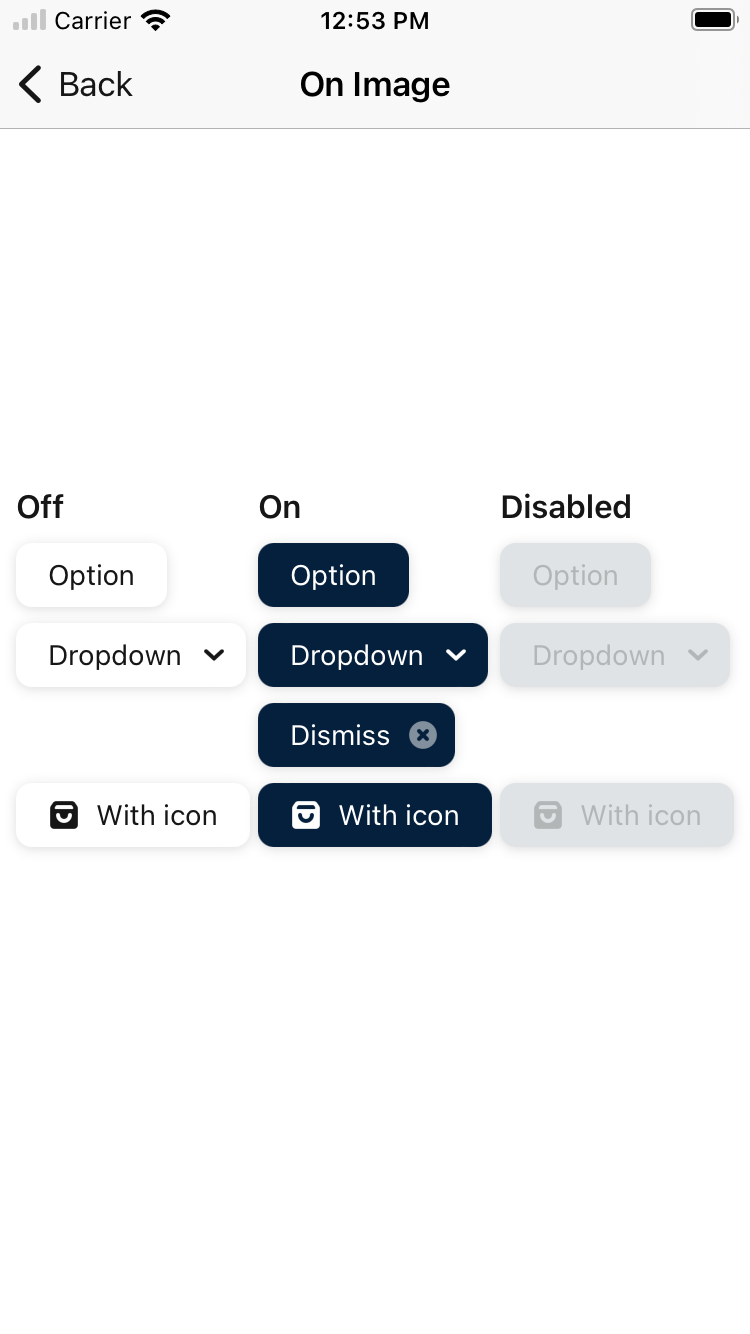 Carrier 12:53 PM
Back On Image
Off On Disabled
Option Option Option
Dropdown Dropdown Dropdown
Dismiss
With icon With icon With icon